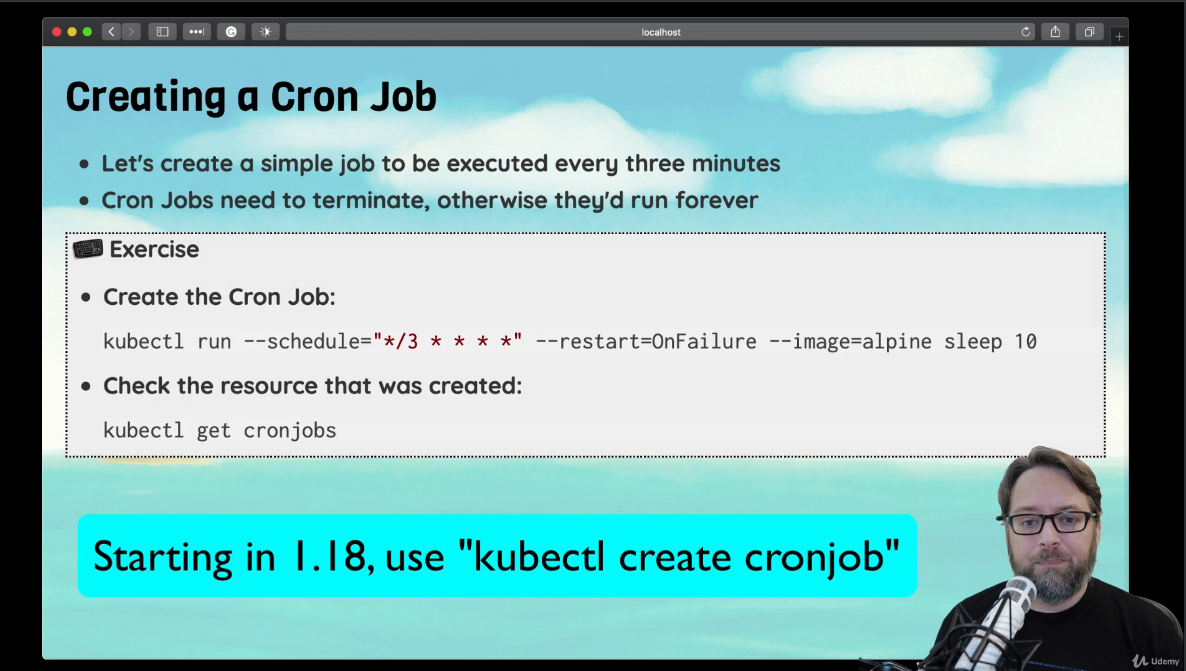 localhost
Creating a Cron Job
• Let's create a simple job to be executed every three minutes
• Cron Jobs need to terminate, otherwise they'd run forever
Exercise
• Create the Cron Job:
kubectl run --schedule="*/3 * * * *" --restart=OnFailure --image=alpine sleep 10
• Check the resource that was created:
kubectl get cronjobs
Starting in 1.18, use "kubectl create cronjob"
Udemy